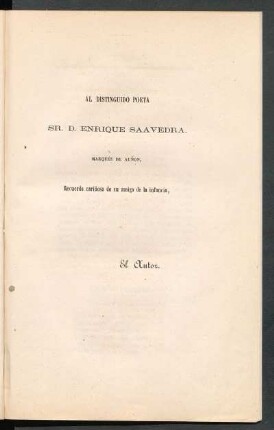 AL DISTINGUIDO POETA
SR. D. ENRIQUE SAAVEDRA.
MARQUÉS DE AUÑON,
Recuerdo cariñoso de su amigo de la infancia,
El Autor.